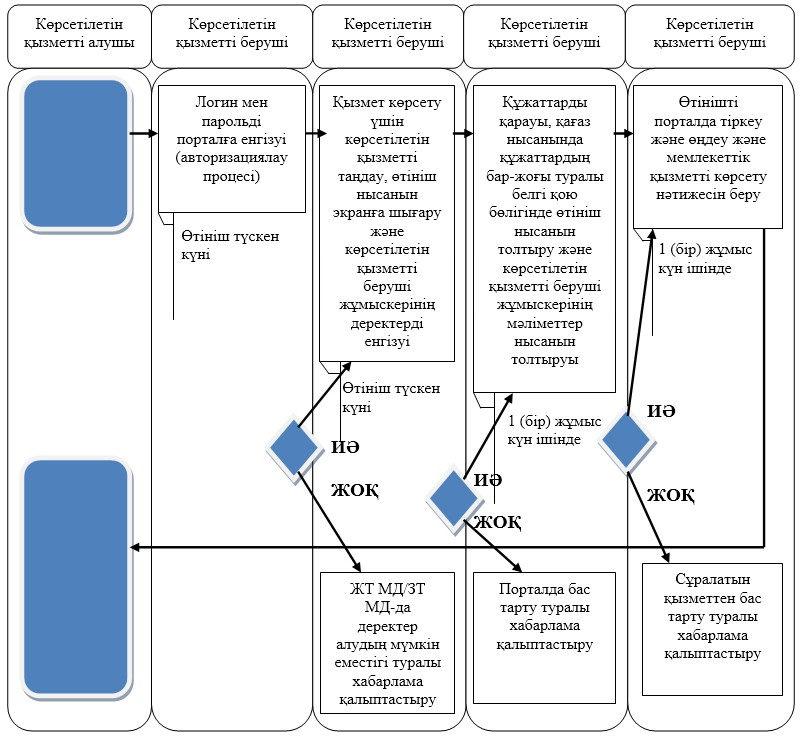 Көрсетілетін
қызметті алушы
Көрсетілетін
қызметті беруші
Көрсетілетін
қызметті беруші
Көрсетілетін
қызметті беруші
Көрсетілетін
қызметті беруші
Логин мен
парольді
порталға енгізуі
(авторизациялау
процесі)
Өтініш түскен
күні
Қызмет көрсету
үшін
көрсетілетін
қызметті
таңдау, өтініш
нысанын
экранға шығару
және
көрсетілетін
қызметті
беруші
жұмыскерінің
деректерді
енгізуі
Өтініш түскен
күні
ИӘ
ЖОҚ
ЖТ МД/ЗТ
МД-да
деректер
алудың мүмкін
еместігі туралы
хабарлама
қалыптастыру
Құжаттарды
қарауы, қағаз
нысанында
құжаттардың
бар-жоғы туралы
белгі қою
бөлігінде өтініш
нысанын
толтыру және
көрсетілетін
қызметті беруші
жұмыскерінің
мәліметтер
нысанын
толтыруы
1 (бір) жұмыс
күн ішінде
ИӘ
ЖОҚ
Порталда бас
тарту туралы
хабарлама
қалыптастыру
Өтінішті
порталда тіркеу
және өңдеу және
мемлекеттік
қызметті көрсету
нәтижесін беру
1 (бір) жұмыс
күн ішінде
ИӘ
ЖОҚ
Сұралатын
қызметтен бас
тарту туралы
хабарлама
қалыптастыру